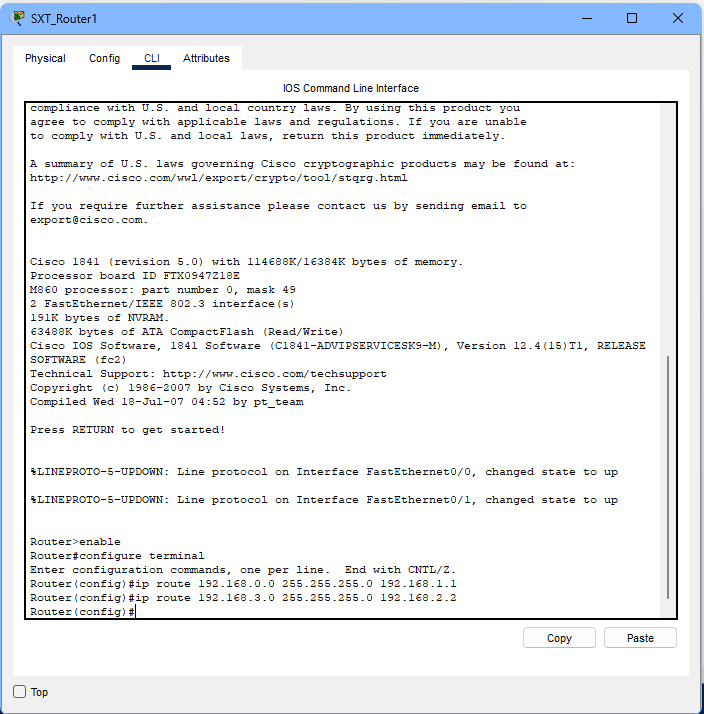 SXT_Router1
Physical Config CLI Attributes
IOS Command Line Interface
compliance with U.S. and local country laws. By using this product you
agree to comply with applicable laws and regulations. If you are unable
to comply with U.S. and local laws, return this product immediately.
A summary of U.S. laws governing Cisco cryptographic products may be found at:
http://www.cisco.com/wwl/export/crypto/tool/stqrg.html
If you require further assistance please contact us by sending email to
export@cisco.com.
Cisco 1841 (revision 5.0) with 114688K/16384K bytes of memory.
Processor board ID FTX0947Z18E
M860 processor: part number 0, mask 49
2 FastEthernet/IEEE 802.3 interface(s)
191K bytes of NVRAM.
63488K bytes of ATA CompactFlash (Read/Write)
Cisco IOS Software, 1841 Software (C1841-ADVIPSERVICESK9-M), Version 12.4(15)T1, RELEASE
SOFTWARE (fc2)
Technical Support: http://www.cisco.com/techsupport
Copyright (c) 1986-2007 by Cisco Systems, Inc.
Compiled Wed 18-Jul-07 04:52 by pt_team
Press RETURN to get started!
%LINEPROTO-5-UPDOWN: Line protocol on Interface FastEthernet0/0, changed state to up
%LINEPROTO-5-UPDOWN: Line protocol on Interface FastEthernet0/1, changed state to up
Router>enable
Router#configure terminal
Enter configuration commands, one per line.  End with CNTL/Z.
Router(config)#ip route 192.168.0.0 255.255.255.0 192.168.1.1
Router(config)#ip route 192.168.3.0 255.255.255.0 192.168.2.2
Router(config)#
Copy Paste
Top